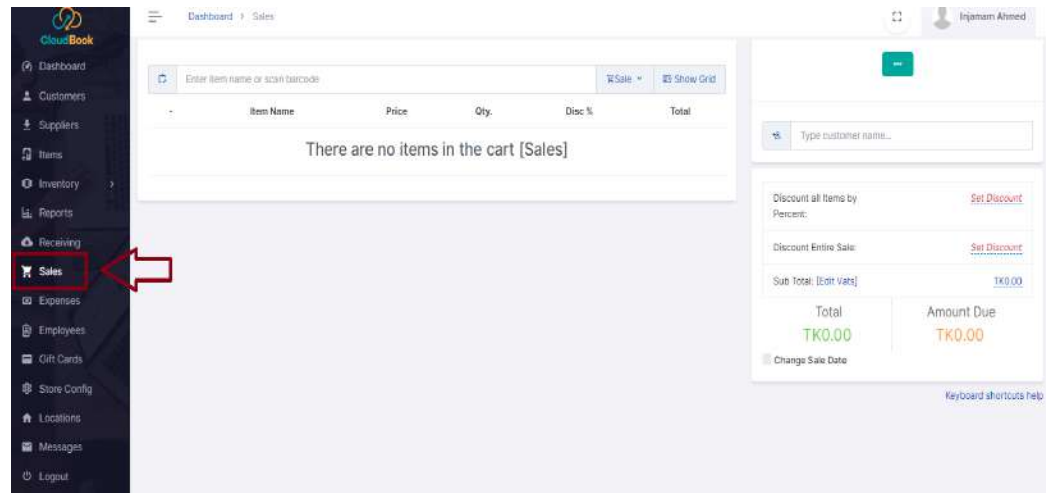 CloudBook
Dashboard
Customers
Suppliers
Items
Inventory
Reports
Receiving
Sales
Expenses
Employees
Gift Cards
Store Config
Locations
Messages
Logout
Dashboard > Sales
Injamam Ahmed
Enter item name or scan barcode
Sale
Show Grid
- Item Name Price Qty. Disc % Total
There are no items in the cart [Sales]
Type customer name...
Discount all Items by Percent: Set Discount
Discount Entire Sale: Set Discount
Sub Total: [Edit Vats] TK0.00
Total Amount Due
TK0.00 TK0.00
Change Sale Date
Keyboard shortcuts help